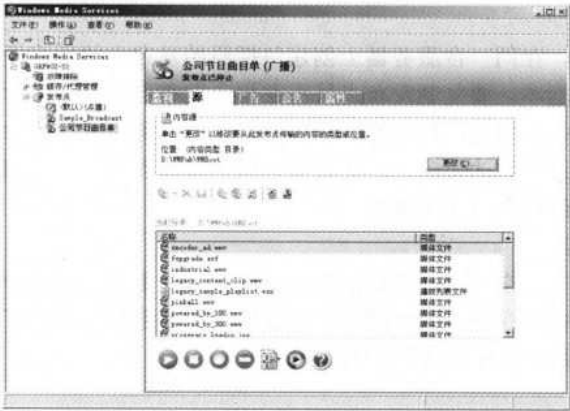 Windows Media Services
文件(F) 操作(A) 查看(V) 帮助(H)
Windows Media Services
故障排除
缓存/代理管理
发布点
(默认)(点播)
Sample_Broadcast
公司节目曲目单
公司节目曲目单 (广播)
发布点已停止
监视 源 广告 公告 属性
内容源
单击 “更改” 以修改要从此发布点传输的内容的类型或位置。
位置 (内容类型 目录)
更改(C)...
名称 类型
encoder_ad.wmv 媒体文件
fcupgrade.asf 媒体文件
industrial.wmv 媒体文件
legacy_content_clip.wmv 媒体文件
legacy_sample_playlist.asx 播放列表文件
pinball.wmv 媒体文件
powered_by_100.wmv 媒体文件
powered_by_300.wmv 媒体文件
媒体文件